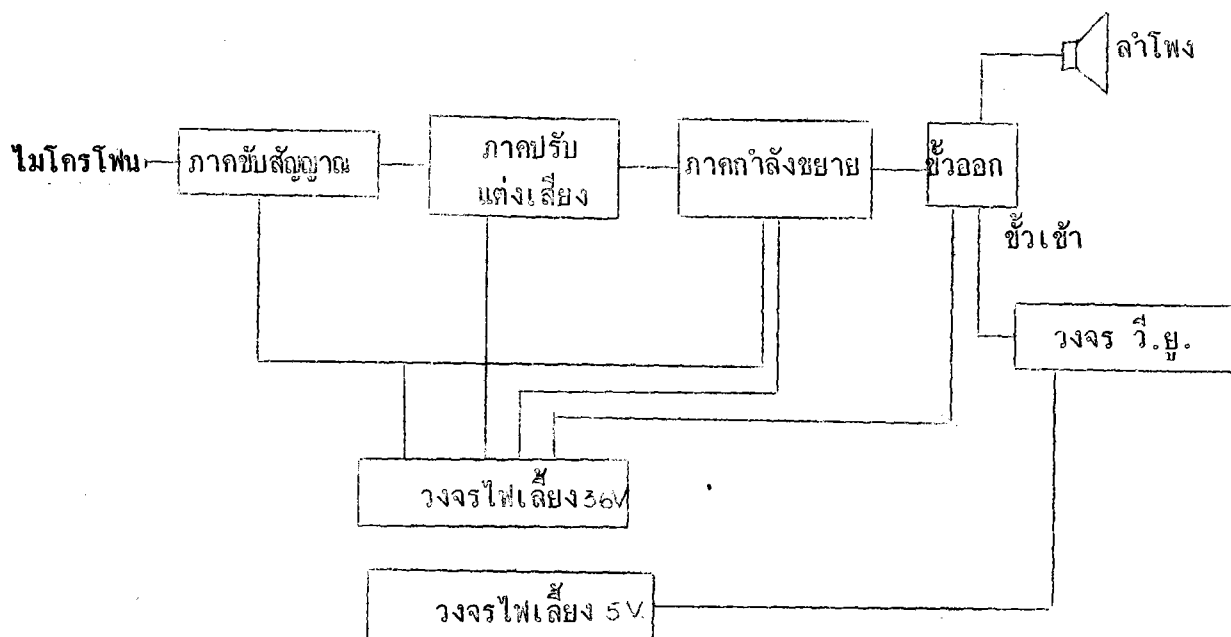 ลำโพง
ไมโครโฟน
ภาคขับสัญญาณ
ภาคปรับ
แต่งเสียง
ภาคกำลังขยาย
ขั้วออก
ขั้วเข้า
วงจร วี.ยู.
วงจรไฟเลี้ยง 36V
วงจรไฟเลี้ยง 5V.